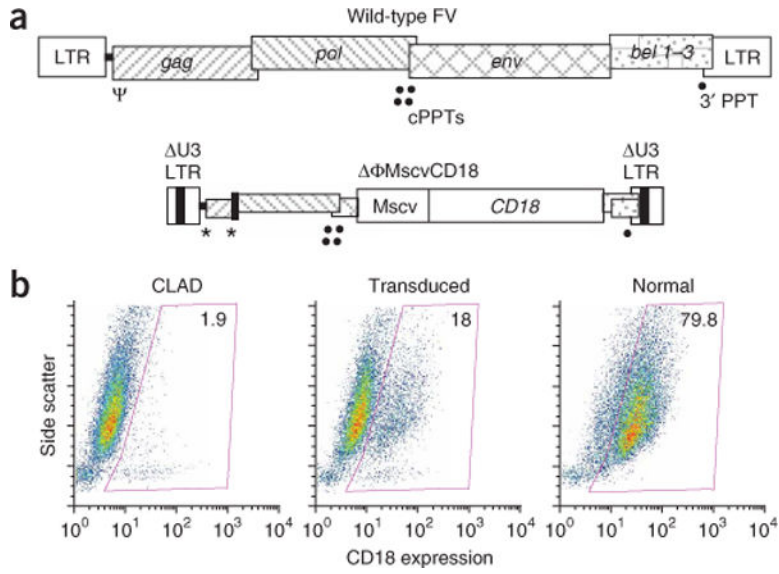 a
Wild-type FV
LTR gag pol env bel 1–3 LTR
Ψ cPPTs 3′ PPT
ΔU3 LTR ΔΦMscvCD18 ΔU3 LTR
Mscv CD18
* *
b
CLAD Transduced Normal
1.9 18 79.8
Side scatter
10⁰ 10¹ 10² 10³ 10⁴ 10⁰ 10¹ 10² 10³ 10⁴ 10⁰ 10¹ 10² 10³ 10⁴
CD18 expression